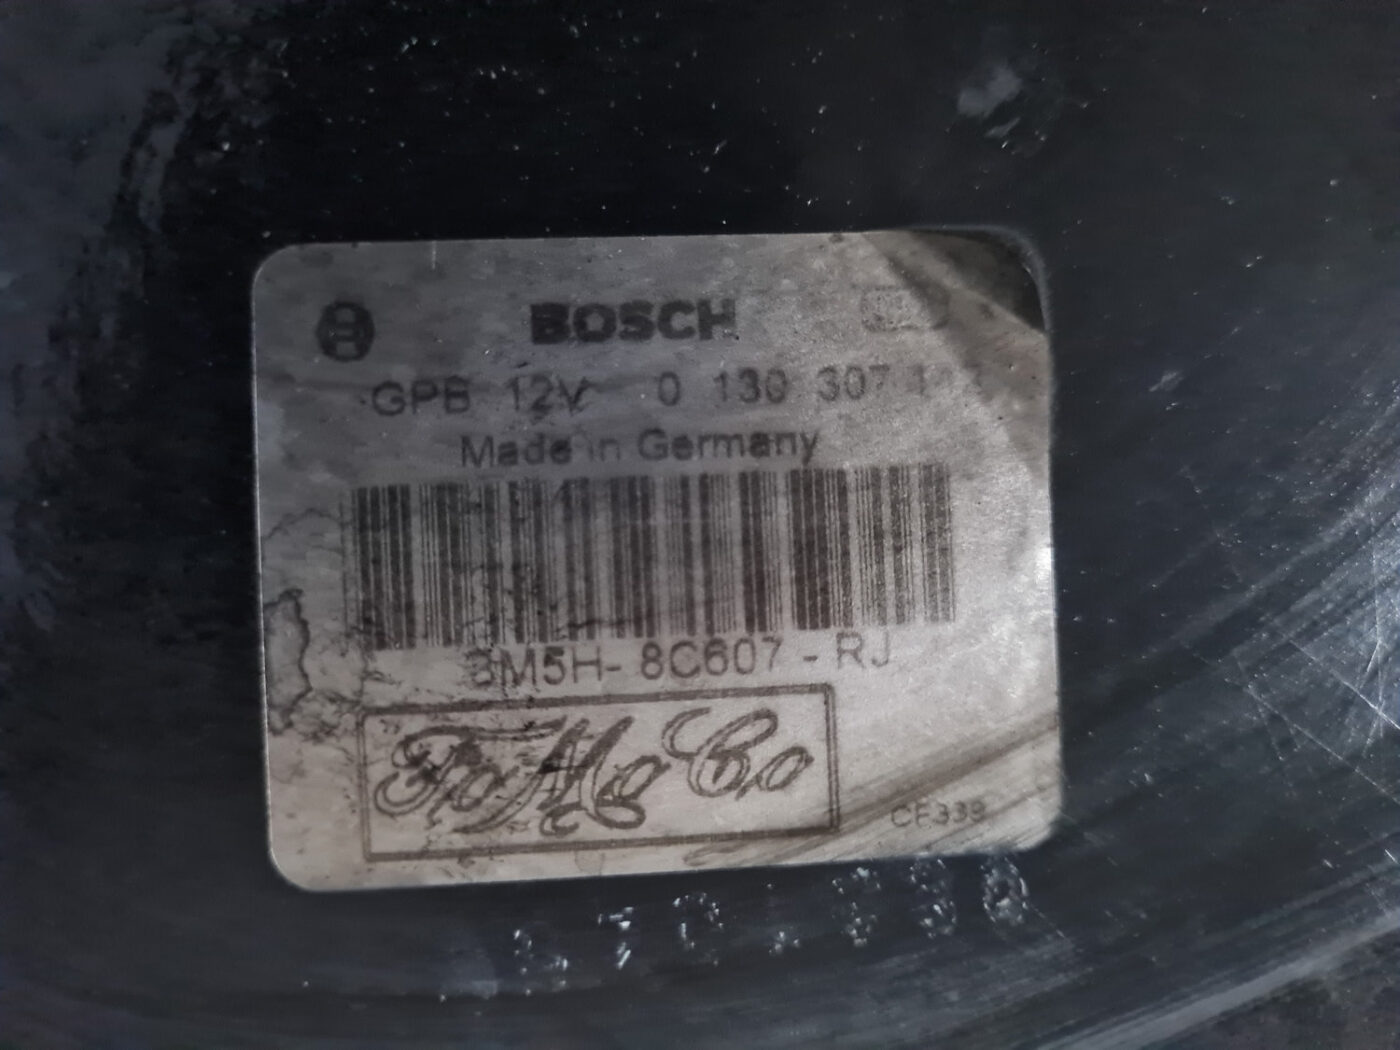 BOSCH
GPB 12V 0 130 307
Made in Germany
3M5H- 8C607 - RJ
FoMoCo
CE339